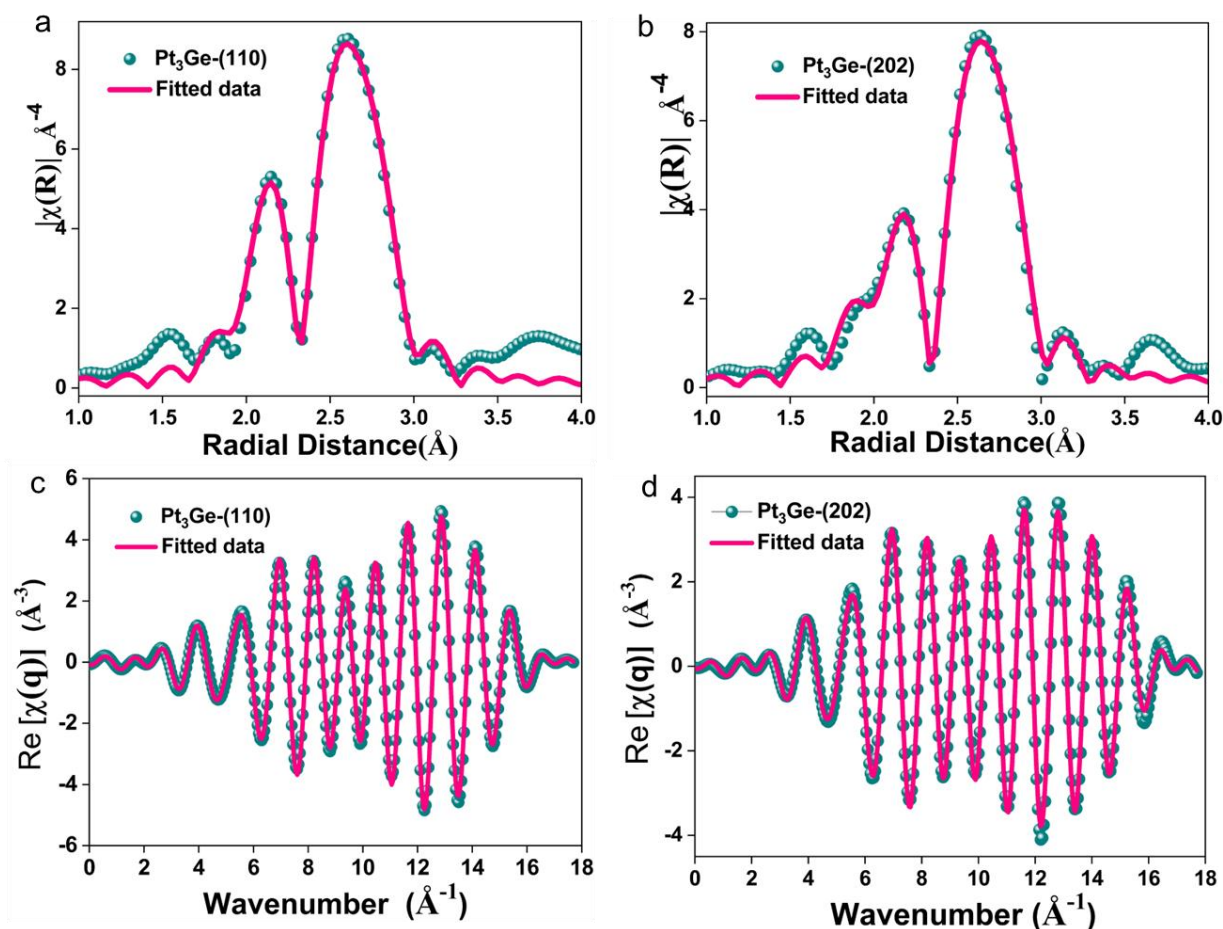 a
Pt₃Ge-(110)
Fitted data
|χ(R)| Å⁻⁴
8
6
4
2
0
1.0 1.5 2.0 2.5 3.0 3.5 4.0
Radial Distance(Å)
b
Pt₃Ge-(202)
Fitted data
|χ(R)| Å⁻⁴
8
6
4
2
0
1.0 1.5 2.0 2.5 3.0 3.5 4.0
Radial Distance(Å)
c
Pt₃Ge-(110)
Fitted data
Re [χ(q)] (Å⁻³)
6
4
2
0
-2
-4
-6
0 2 4 6 8 10 12 14 16 18
Wavenumber (Å⁻¹)
d
Pt₃Ge-(202)
Fitted data
Re [χ(q)] (Å⁻³)
4
2
0
-2
-4
0 2 4 6 8 10 12 14 16 18
Wavenumber (Å⁻¹)